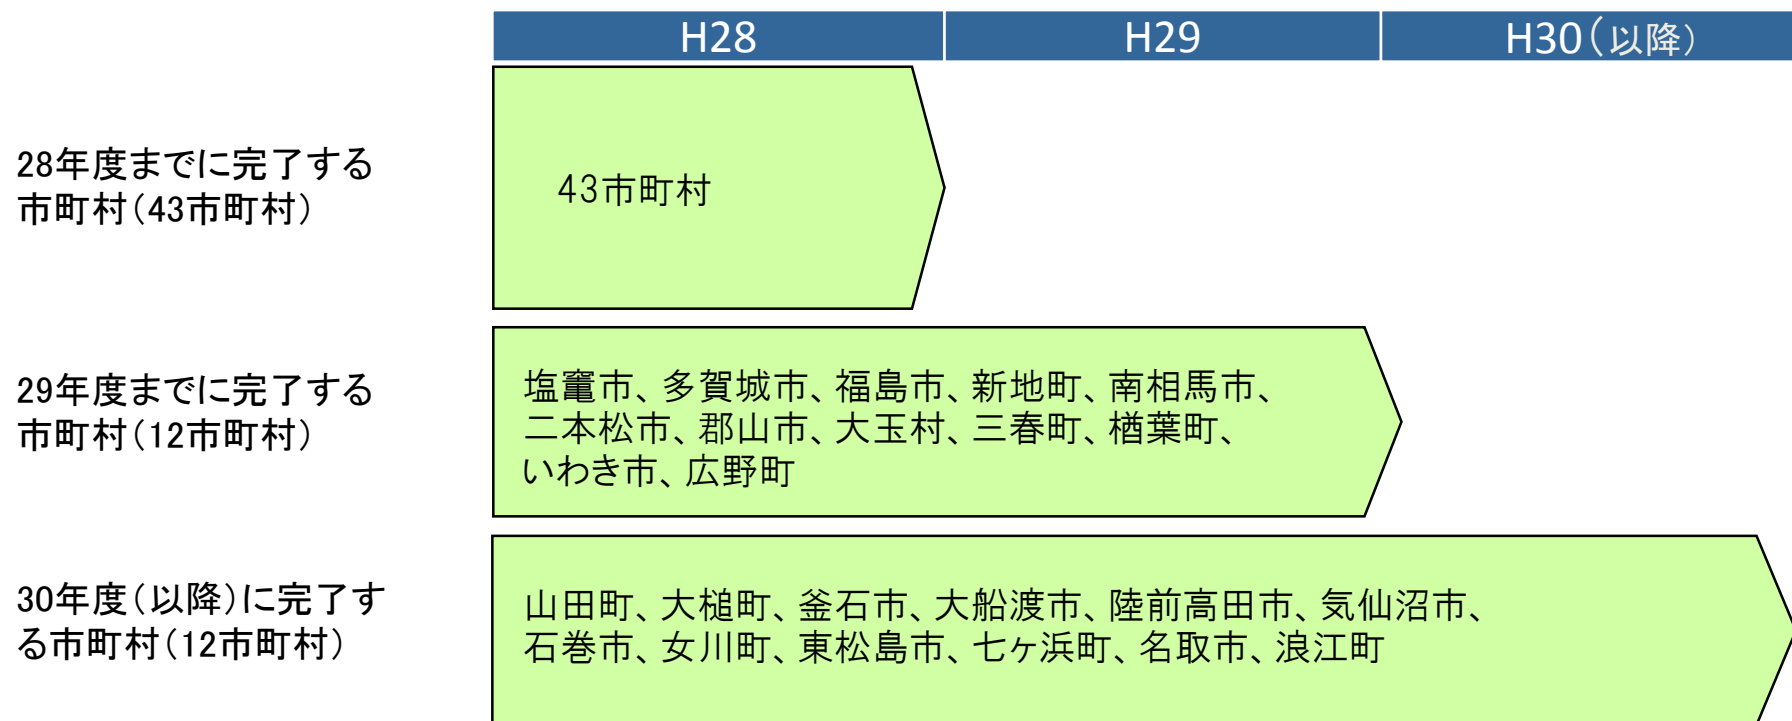 H28 H29 H30（以降）
28年度までに完了する
市町村（43市町村）
43市町村
29年度までに完了する
市町村（12市町村）
塩竈市、多賀城市、福島市、新地町、南相馬市、
二本松市、郡山市、大玉村、三春町、楢葉町、
いわき市、広野町
30年度（以降）に完了す
る市町村（12市町村）
山田町、大槌町、釜石市、大船渡市、陸前高田市、気仙沼市、
石巻市、女川町、東松島市、七ヶ浜町、名取市、浪江町